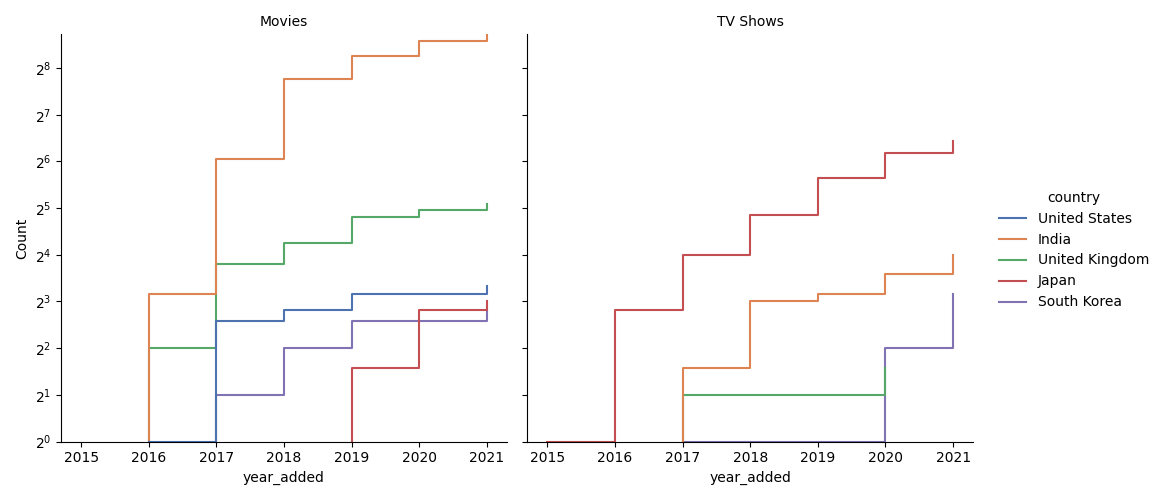 Movies
TV Shows
Count
2^8
2^7
2^6
2^5
2^4
2^3
2^2
2^1
2^0
2015 2016 2017 2018 2019 2020 2021
year_added
2015 2016 2017 2018 2019 2020 2021
year_added
country
United States
India
United Kingdom
Japan
South Korea